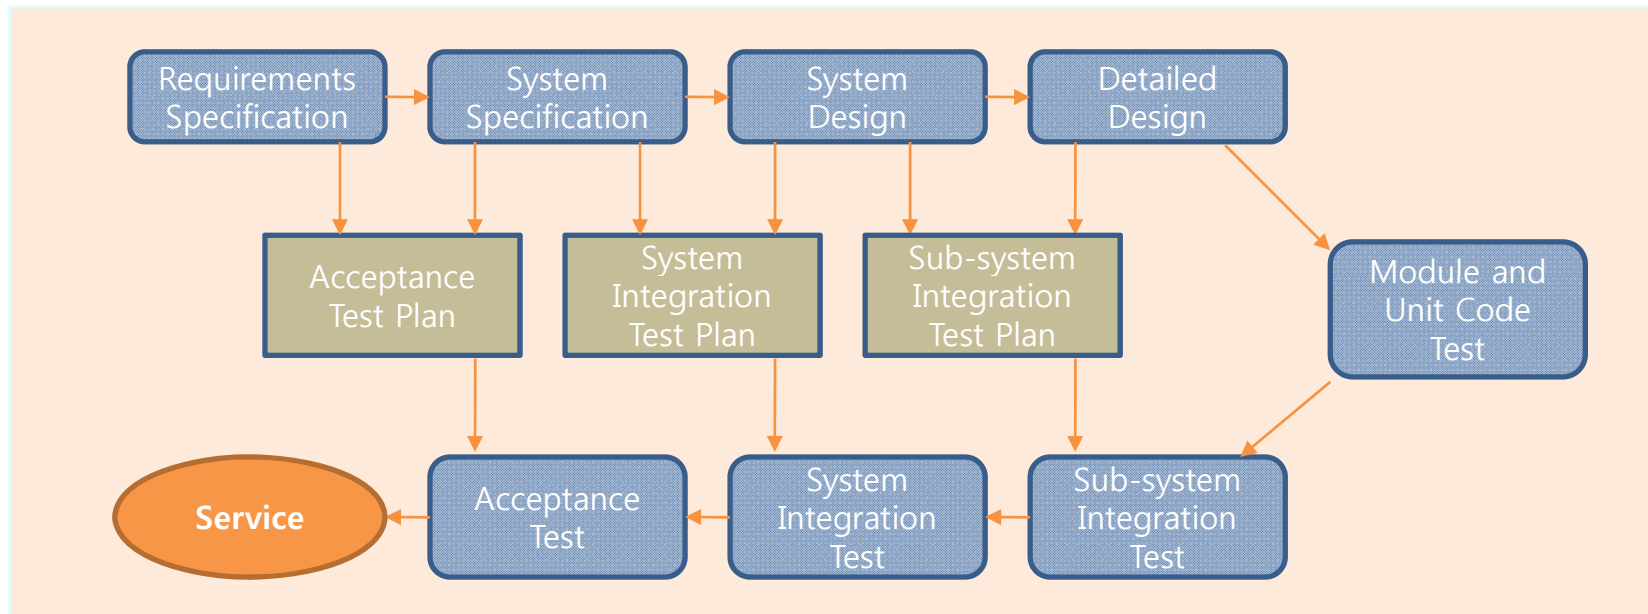 Requirements
Specification
System
Specification
System
Design
Detailed
Design
Acceptance
Test Plan
System
Integration
Test Plan
Sub-system
Integration
Test Plan
Module and
Unit Code
Test
Service
Acceptance
Test
System
Integration
Test
Sub-system
Integration
Test